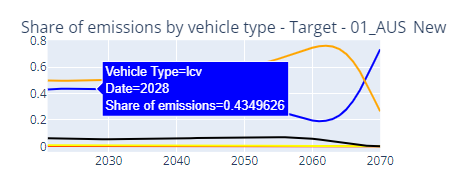 Share of emissions by vehicle type - Target - 01_AUS New
0.8
0.6
0.4
0.2
0
Vehicle Type=lcv
Date=2028
Share of emissions=0.4349626
2030 2040 2050 2060 2070